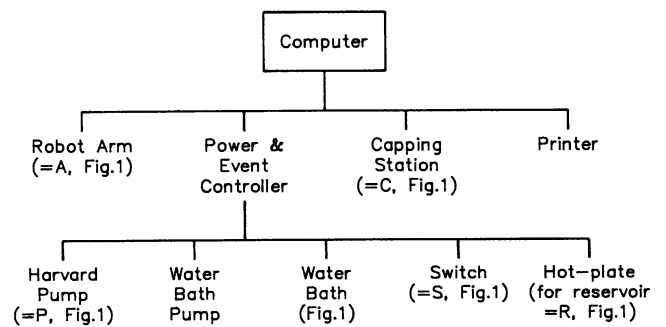 Computer
Robot Arm
(=A, Fig.1)
Power &
Event
Controller
Capping
Station
(=C, Fig.1)
Printer
Harvard
Pump
(=P, Fig.1)
Water
Bath
Pump
Water
Bath
(Fig.1)
Switch
(=S, Fig.1)
Hot-plate
(for reservoir
=R, Fig.1)